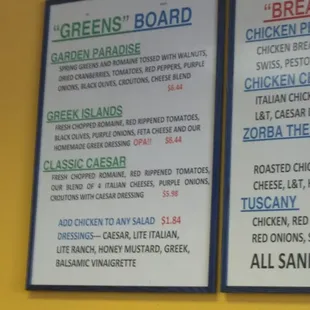 "GREENS" BOARD
GARDEN PARADISE
SPRING GREENS AND ROMAINE TOSSED WITH WALNUTS,
DRIED CRANBERRIES, TOMATOES, RED PEPPERS, PURPLE
ONIONS, BLACK OLIVES, CROUTONS, CHEESE BLEND
$6.44
GREEK ISLANDS
FRESH CHOPPED ROMAINE, RED RIPPENED TOMATOES,
BLACK OLIVES, PURPLE ONIONS, FETA CHEESE AND OUR
HOMEMADE GREEK DRESSING OPA!! $6.44
CLASSIC CAESAR
FRESH CHOPPED ROMAINE, RED RIPPENED TOMATOES,
OUR BLEND OF 4 ITALIAN CHEESES, PURPLE ONIONS,
CROUTONS WITH CAESAR DRESSING $5.98
ADD CHICKEN TO ANY SALAD $1.84
DRESSINGS— CAESAR, LITE ITALIAN,
LITE RANCH, HONEY MUSTARD, GREEK,
BALSAMIC VINAIGRETTE
"BREA
CHICKEN P
CHICKEN BREA
SWISS, PESTO
CHICKEN C
ITALIAN CHICK
L&T, CAESAR
ZORBA THE
ROASTED CHICK
CHEESE, L&T,
TUSCANY
CHICKEN, RED
RED ONIONS, S
ALL SAN